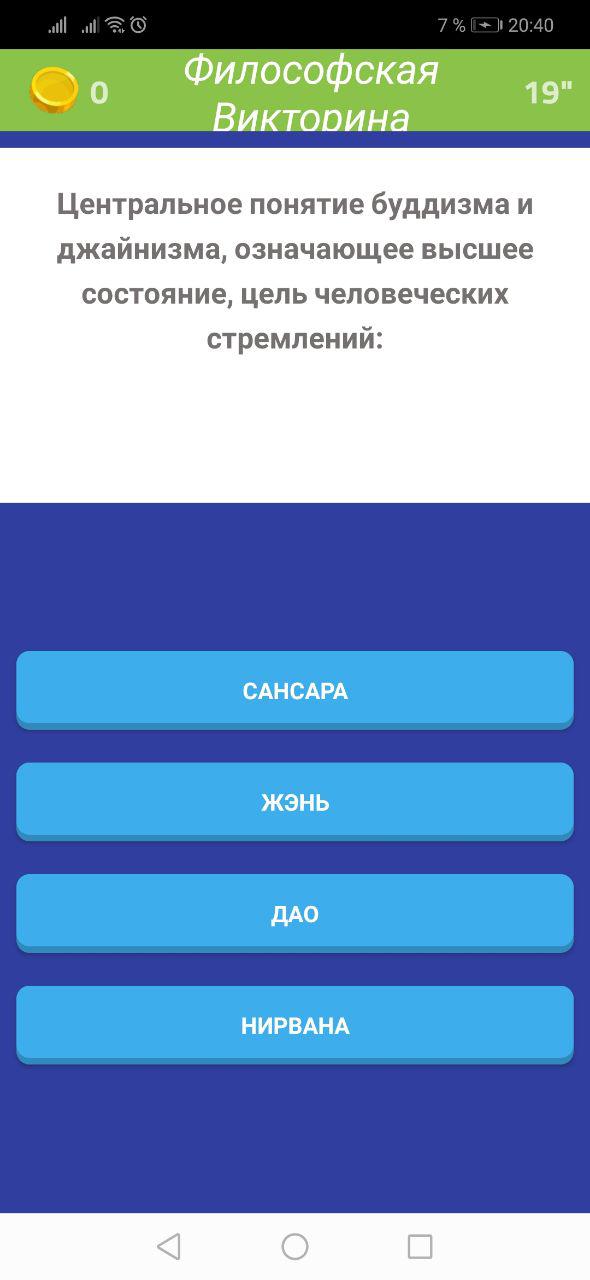 7 % 20:40
0 Философская 19"
Викторина
Центральное понятие буддизма и
джайнизма, означающее высшее
состояние, цель человеческих
стремлений:
САНСАРА
ЖЭНЬ
ДАО
НИРВАНА